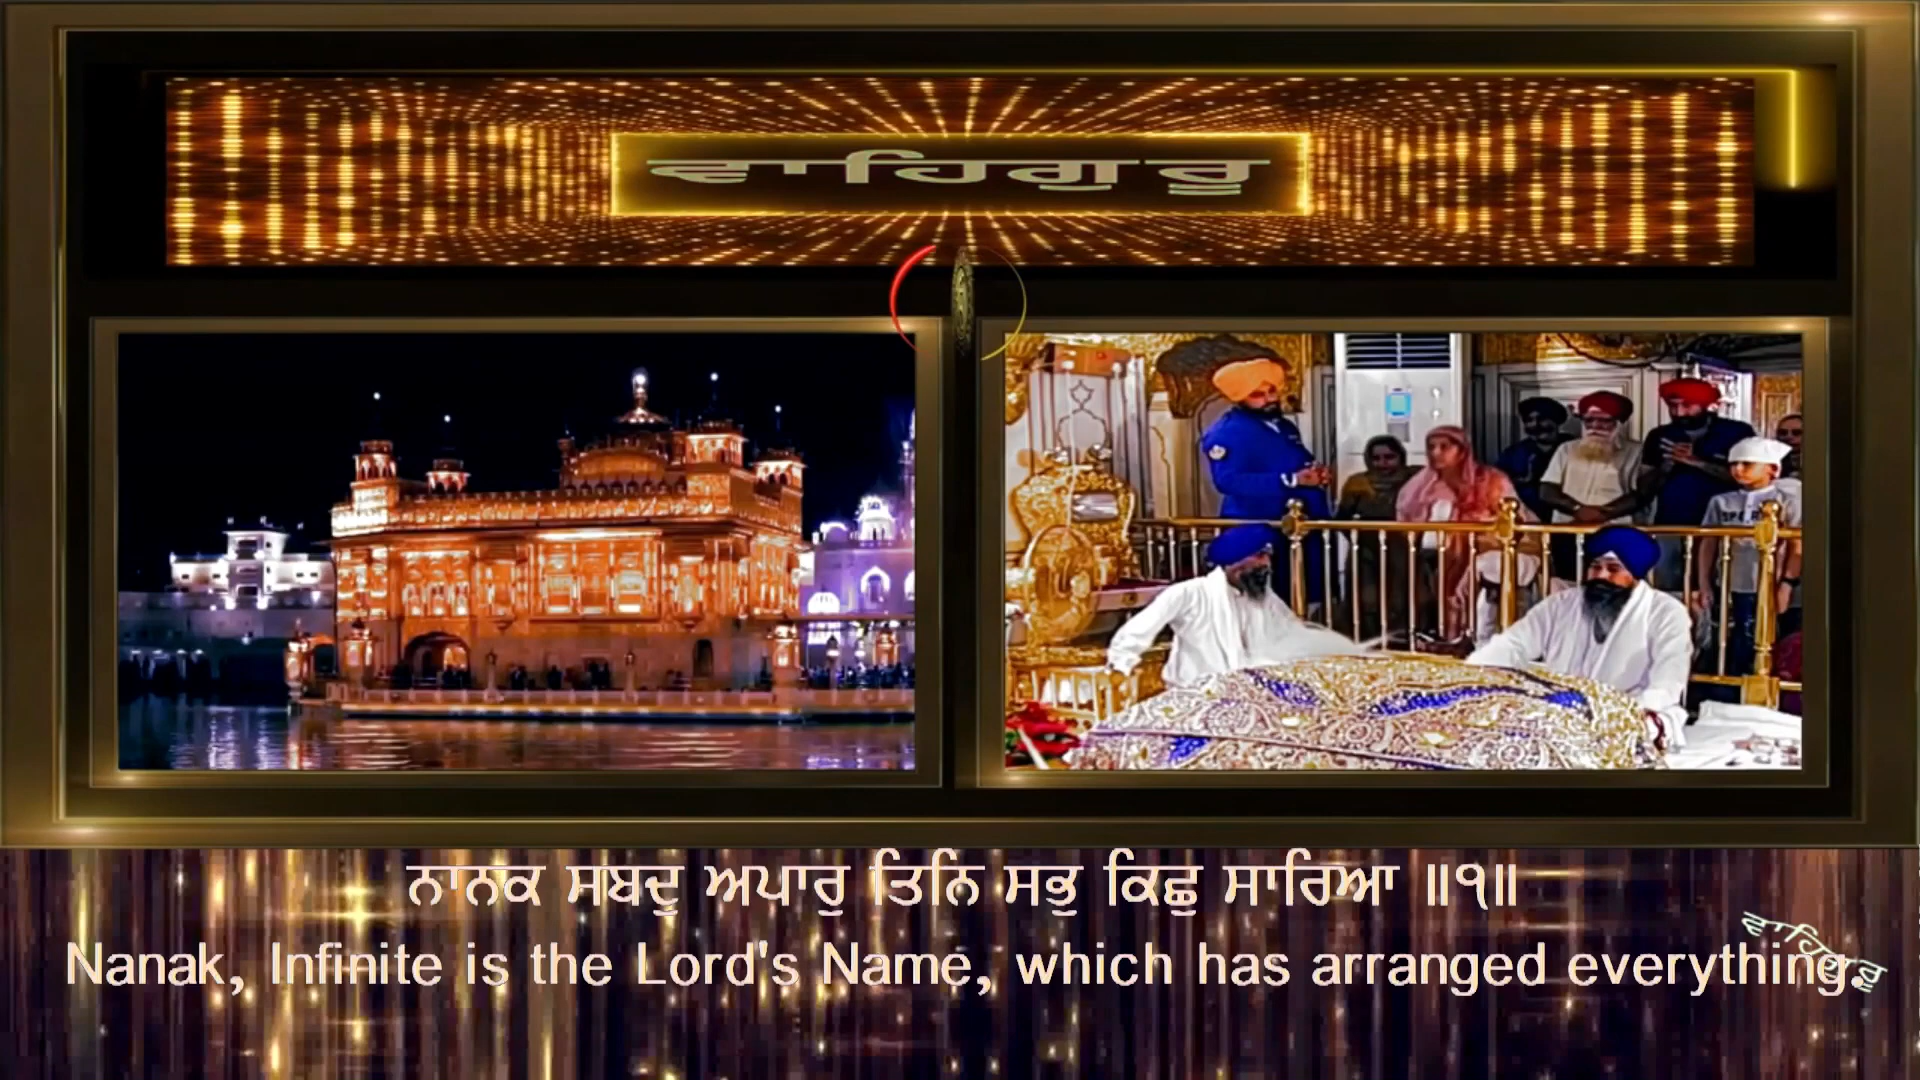 ਵਾਹਿਗੁਰੂ
ਨਾਨਕ ਸਬਦੁ ਅਪਾਰੁ ਤਿਨਿ ਸਭੁ ਕਿਛੁ ਸਾਰਿਆ ॥੧॥
Nanak, Infinite is the Lord's Name, which has arranged everything.
ਵਾਹਿਗੁਰੂ